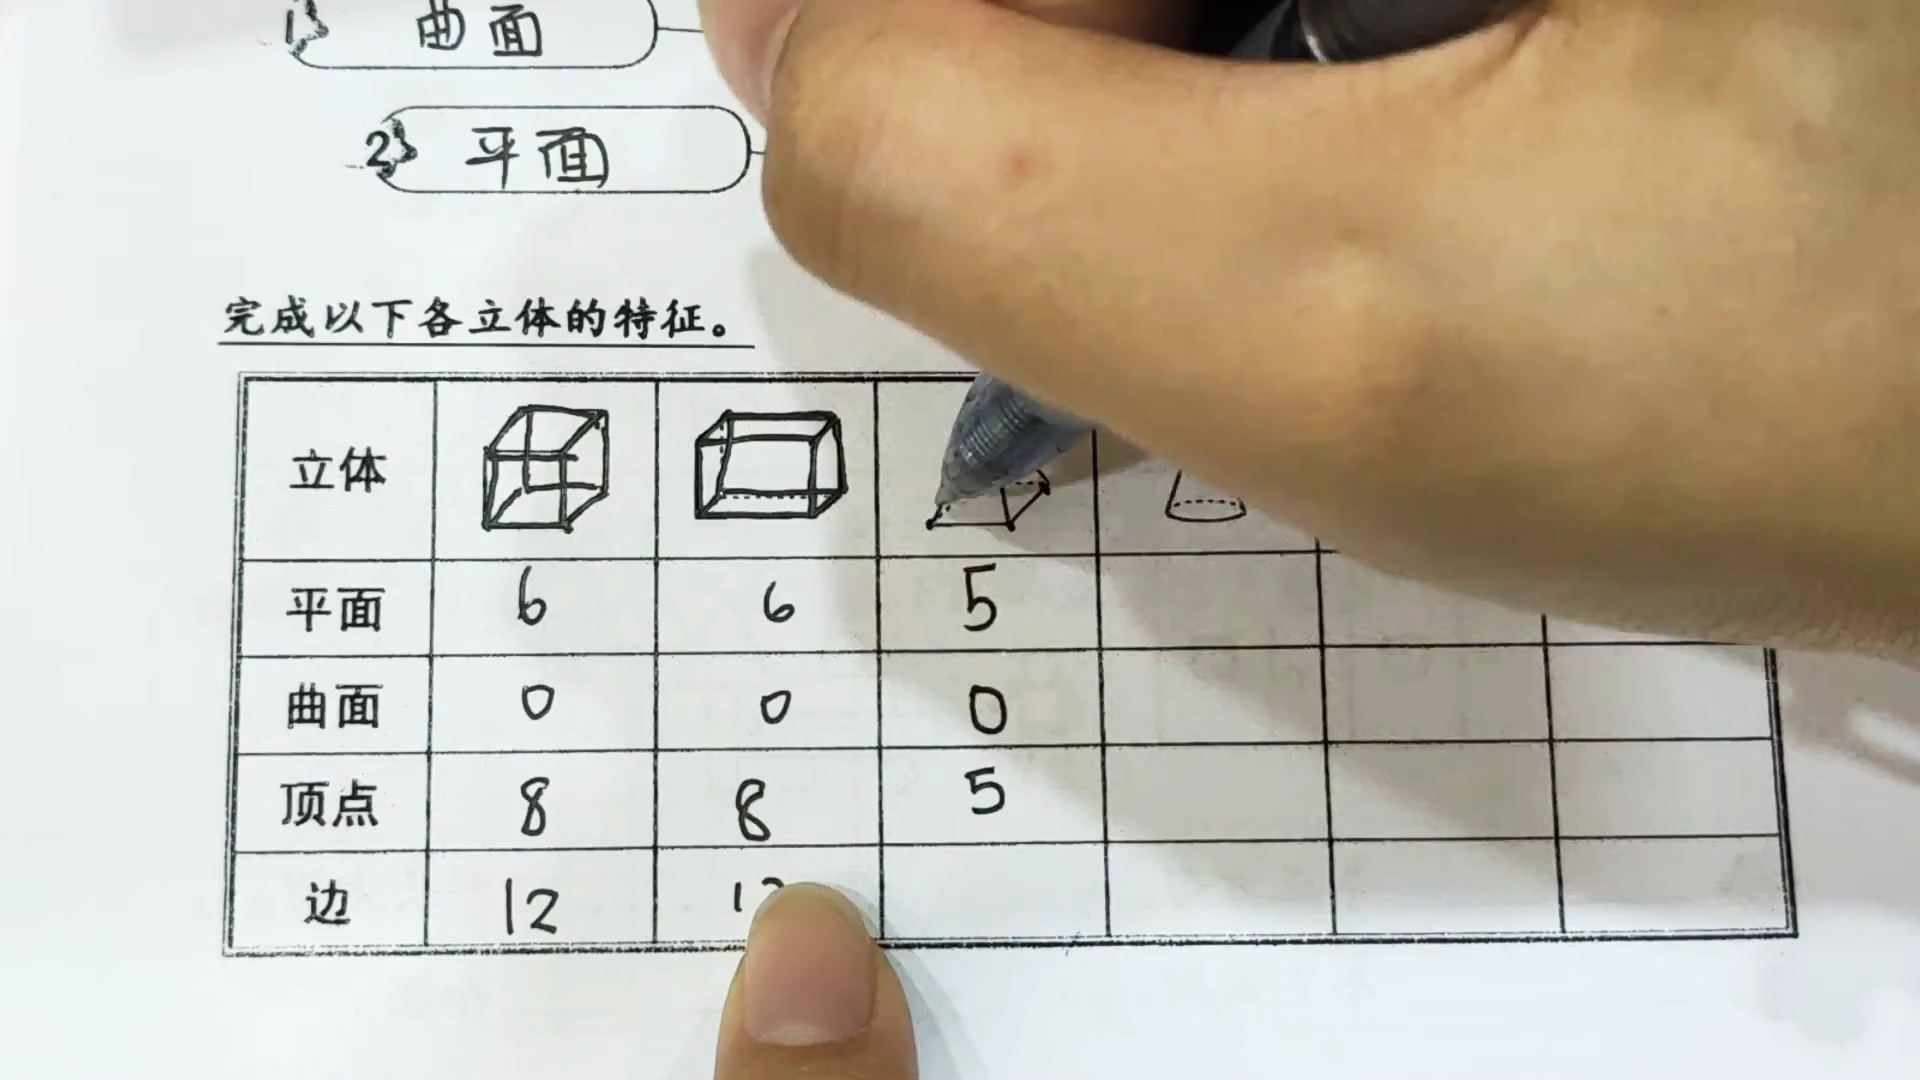 1 曲面
2 平面
完成以下各立体的特征。
立体
平面 6 6 5
曲面 0 0 0
顶点 8 8 5
边 12